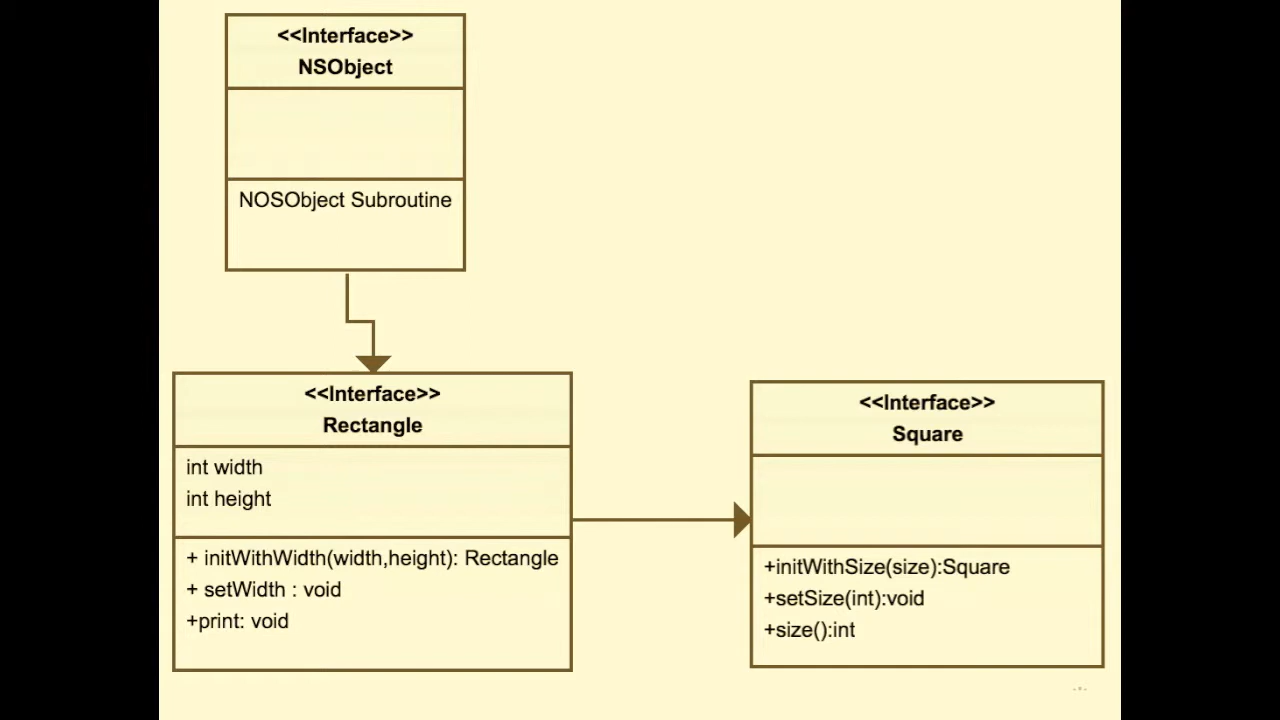 <<Interface>>
NSObject
NOSObject Subroutine
<<Interface>>
Rectangle
int width
int height
+ initWithWidth(width,height): Rectangle
+ setWidth : void
+print: void
<<Interface>>
Square
+initWithSize(size):Square
+setSize(int):void
+size():int